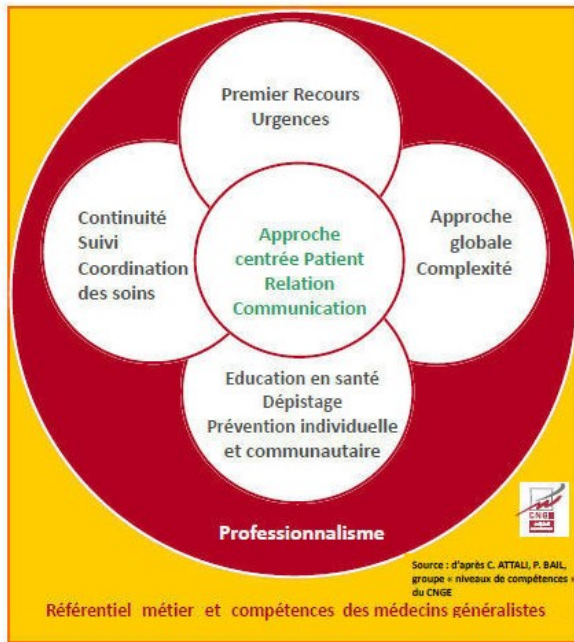 Premier Recours
Urgences
Continuité
Suivi
Coordination
des soins
Approche
centrée Patient
Relation
Communication
Approche
globale
Complexité
Education en santé
Dépistage
Prévention individuelle
et communautaire
Professionnalisme
CNGE
Source : d'après C. ATTALI, P. BAIL,
groupe « niveaux de compétences »
du CNGE
Référentiel métier et compétences des médecins généralistes